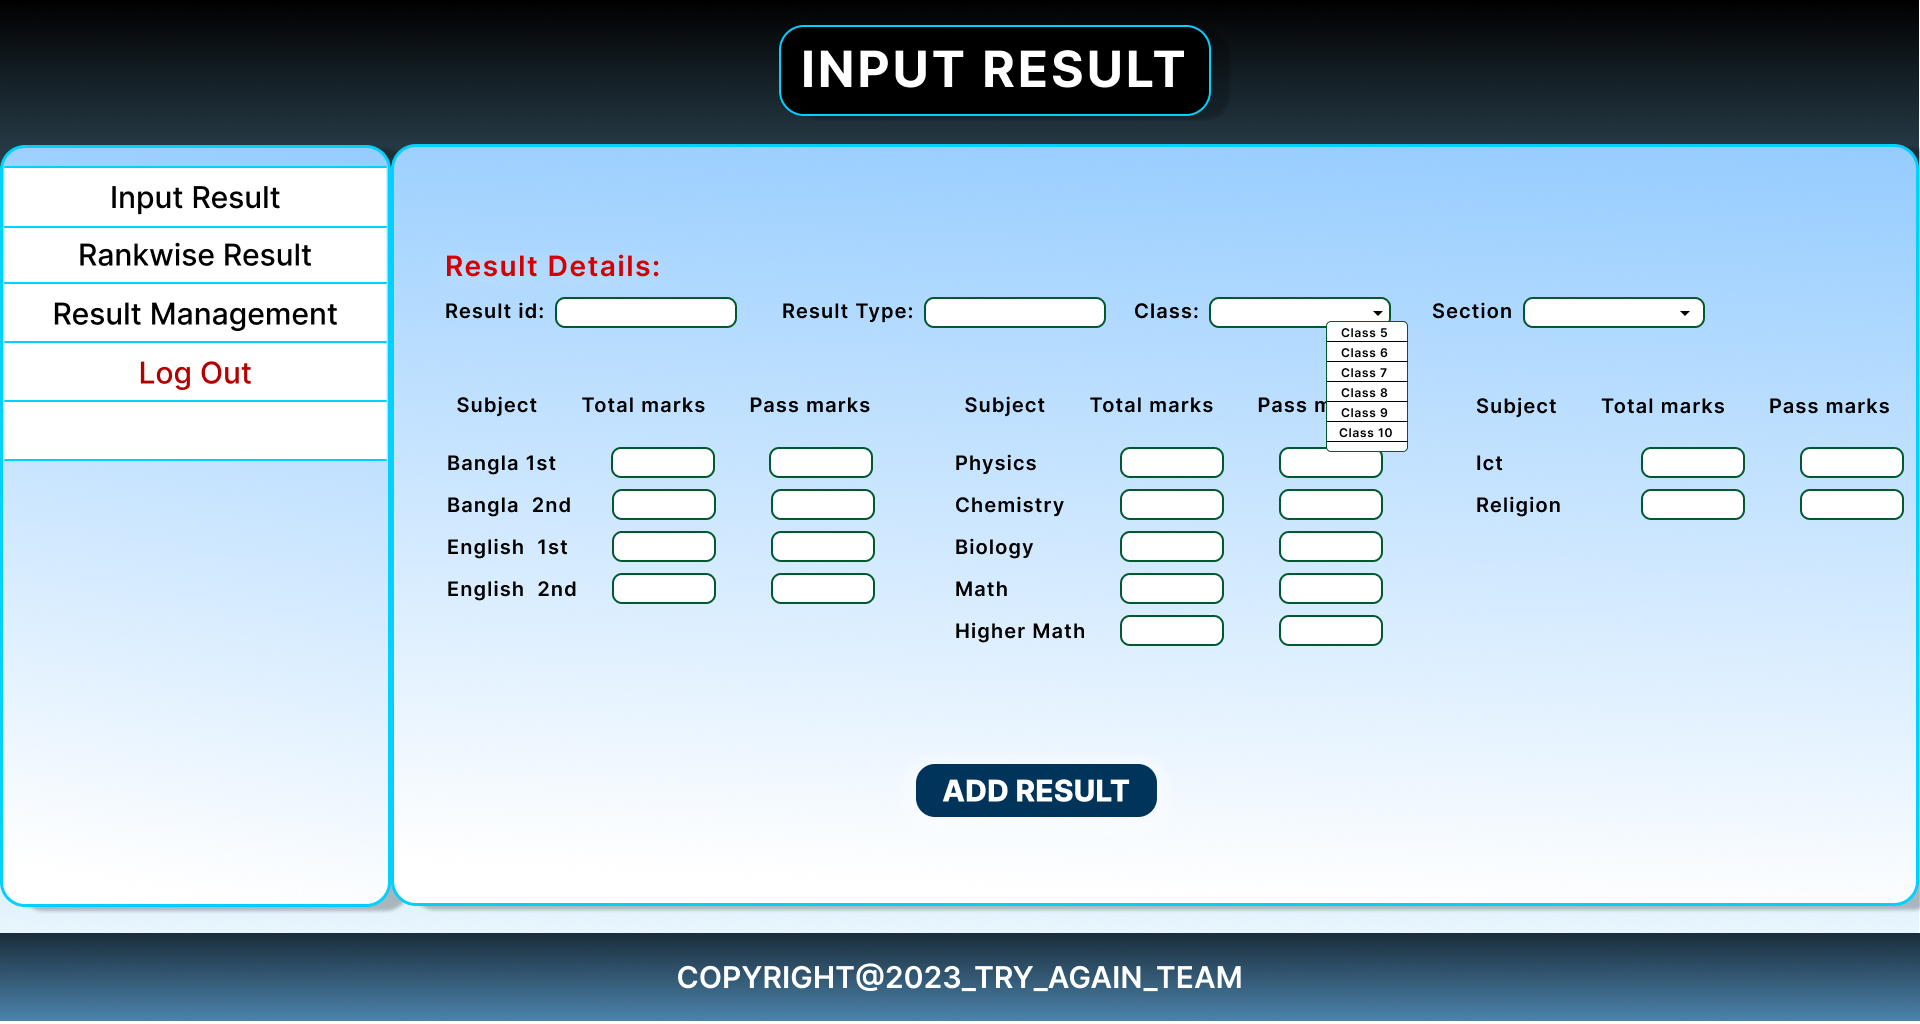 INPUT RESULT
Input Result
Rankwise Result
Result Management
Log Out
Result Details:
Result id: Result Type: Class: Section
Class 5
Class 6
Class 7
Class 8
Class 9
Class 10
Subject Total marks Pass marks
Bangla 1st
Bangla 2nd
English 1st
English 2nd
Subject Total marks Pass m
Physics
Chemistry
Biology
Math
Higher Math
Subject Total marks Pass marks
Ict
Religion
ADD RESULT
COPYRIGHT@2023_TRY_AGAIN_TEAM